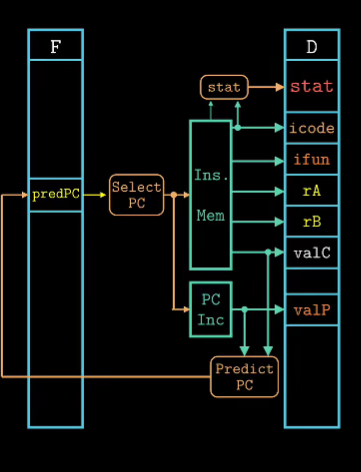 F
D
stat
stat
icode
ifun
Ins.
Mem
predPC
Select
PC
rA
rB
valC
PC
Inc
valP
Predict
PC